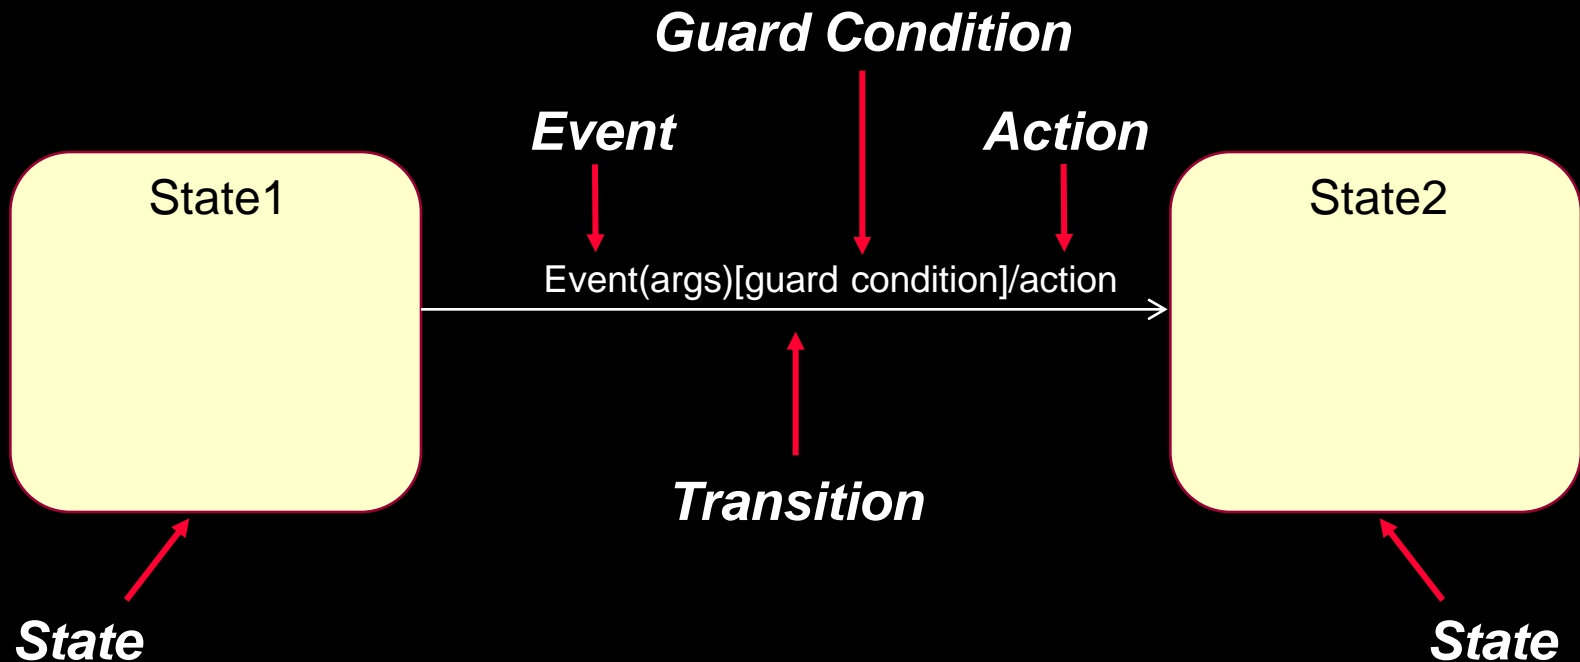 Guard Condition
Event
Action
State1
State2
Event(args)[guard condition]/action
Transition
State
State